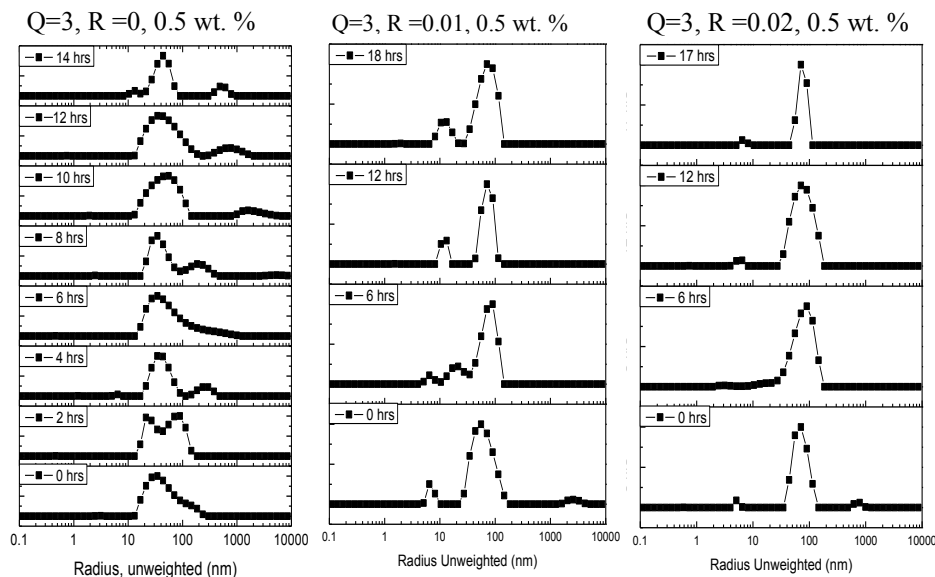 Q=3, R =0, 0.5 wt. %
14 hrs
12 hrs
10 hrs
8 hrs
6 hrs
4 hrs
2 hrs
0 hrs
0.1 1 10 100 1000 10000
Radius, unweighted (nm)
Q=3, R =0.01, 0.5 wt. %
18 hrs
12 hrs
6 hrs
0 hrs
0.1 1 10 100 1000 10000
Radius Unweighted (nm)
Q=3, R =0.02, 0.5 wt. %
17 hrs
12 hrs
6 hrs
0 hrs
0.1 1 10 100 1000 10000
Radius Unweighted (nm)